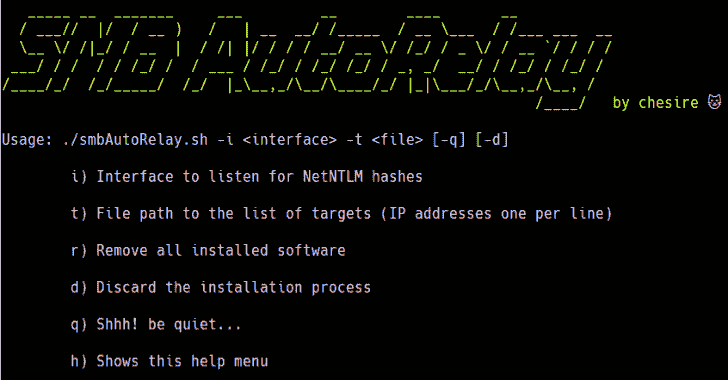 SMB AutoRelay
by chesire
Usage: ./smbAutoRelay.sh -i <interface> -t <file> [-q] [-d]
i) Interface to listen for NetNTLM hashes
t) File path to the list of targets (IP addresses one per line)
r) Remove all installed software
d) Discard the installation process
q) Shhh! be quiet...
h) Shows this help menu